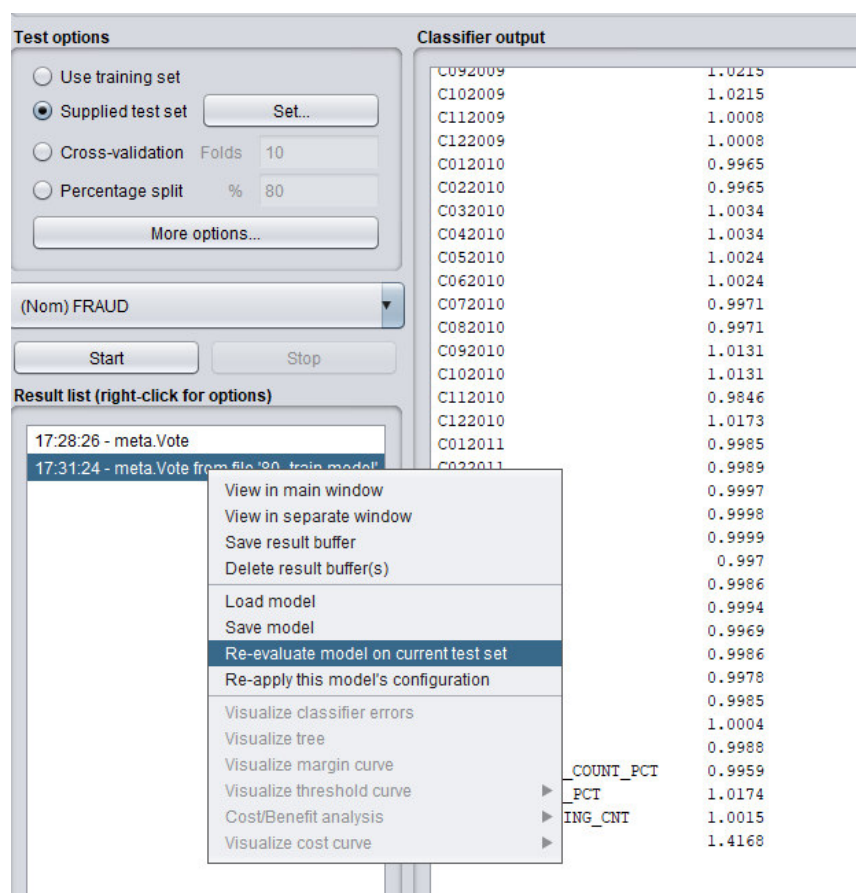 Test options
Use training set
Supplied test set Set...
Cross-validation Folds 10
Percentage split % 80
More options...
(Nom) FRAUD
Start Stop
Result list (right-click for options)
17:28:26 - meta.Vote
17:31:24 - meta.Vote from file '80_train.model'
Classifier output
C092009 1.0215
C102009 1.0215
C112009 1.0008
C122009 1.0008
C012010 0.9965
C022010 0.9965
C032010 1.0034
C042010 1.0034
C052010 1.0024
C062010 1.0024
C072010 0.9971
C082010 0.9971
C092010 1.0131
C102010 1.0131
C112010 0.9846
C122010 1.0173
C012011 0.9985
C022011 0.9989
0.9997
0.9998
0.9999
0.997
0.9986
0.9994
0.9969
0.9986
0.9978
0.9985
1.0004
0.9988
_COUNT_PCT 0.9959
_PCT 1.0174
ING_CNT 1.0015
1.4168
View in main window
View in separate window
Save result buffer
Delete result buffer(s)
Load model
Save model
Re-evaluate model on current test set
Re-apply this model's configuration
Visualize classifier errors
Visualize tree
Visualize margin curve
Visualize threshold curve
Cost/Benefit analysis
Visualize cost curve